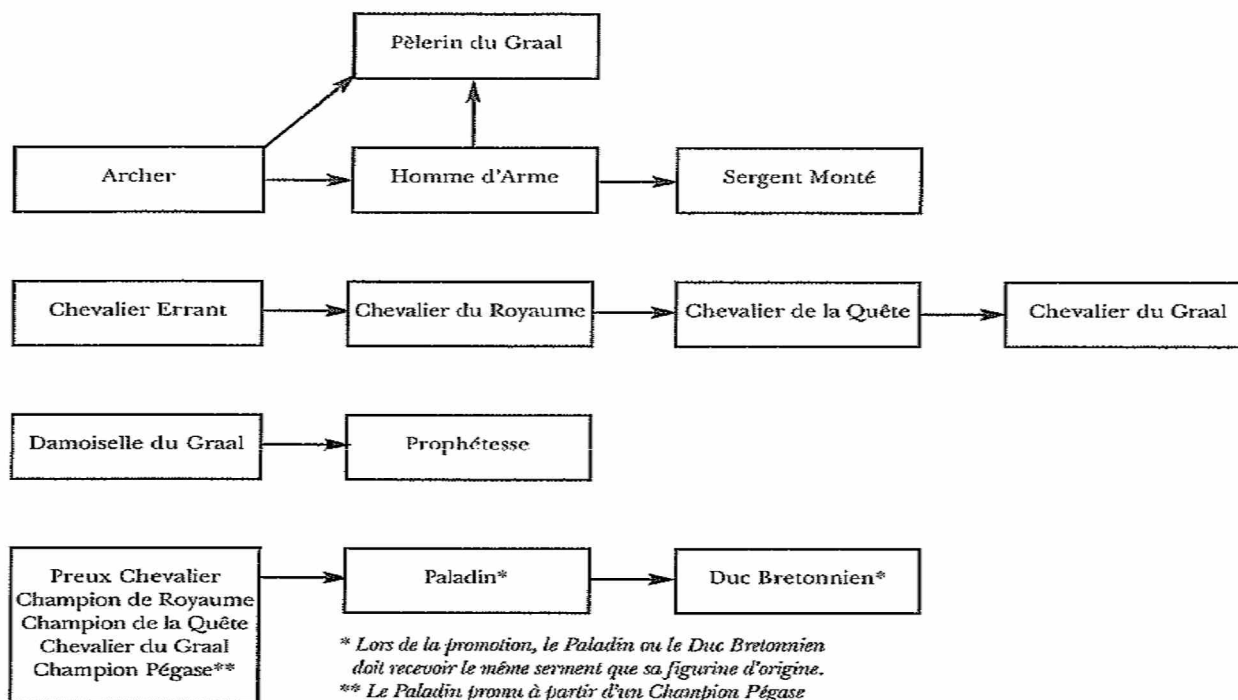 Pèlerin du Graal
Archer
Homme d'Arme
Sergent Monté
Chevalier Errant
Chevalier du Royaume
Chevalier de la Quête
Chevalier du Graal
Damoiselle du Graal
Prophétesse
Preux Chevalier
Champion de Royaume
Champion de la Quête
Chevalier du Graal
Champion Pégase**
Paladin*
Duc Bretonnien*
* Lors de la promotion, le Paladin ou le Duc Bretonnien
doit recevoir le même serment que sa figurine d'origine.
** Le Paladin promu à partir d'un Champion Pégase